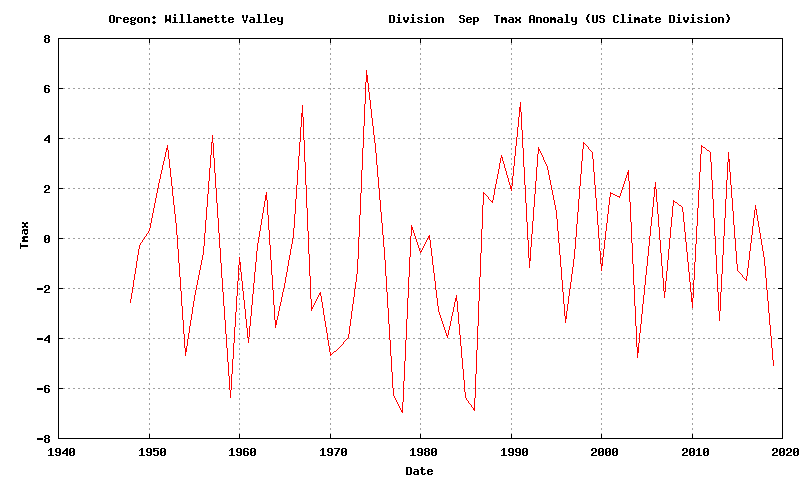 Oregon: Willamette Valley Division Sep Tmax Anomaly (US Climate Division)
8
6
4
2
0
-2
-4
-6
-8
Tmax
1940 1950 1960 1970 1980 1990 2000 2010 2020
Date